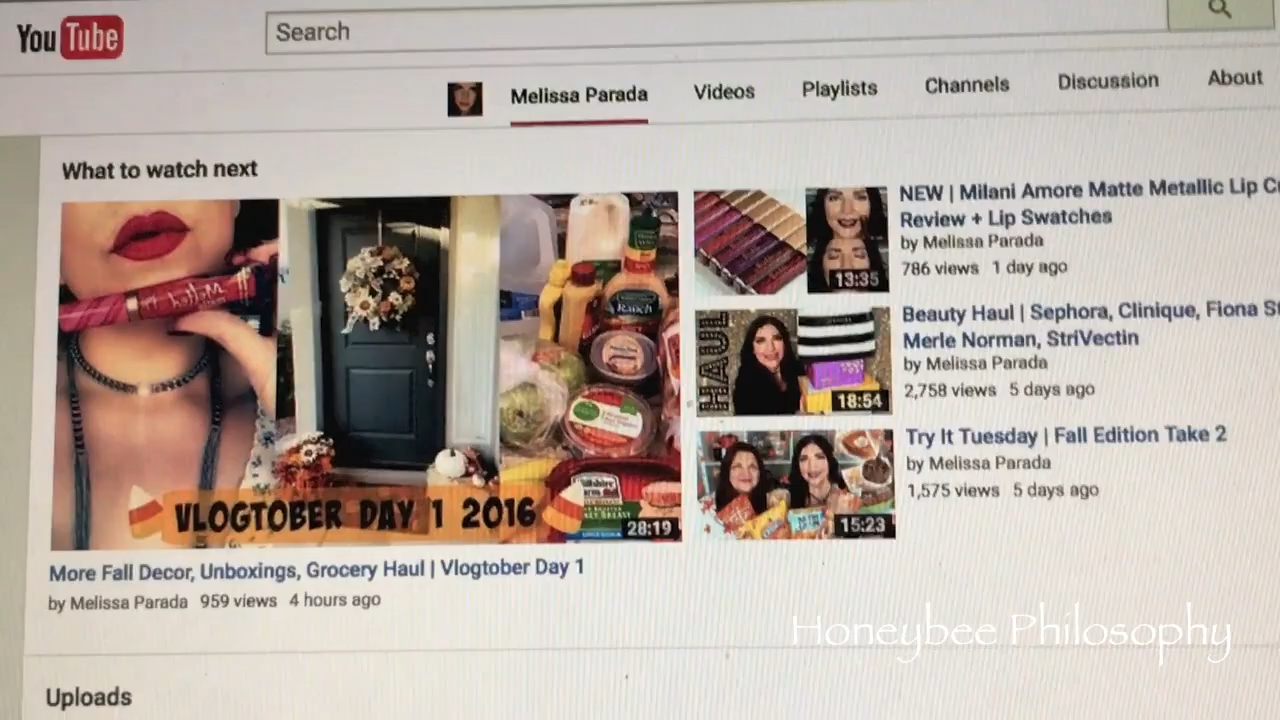 YouTube
Search
Melissa Parada Videos Playlists Channels Discussion About
What to watch next
Melted
Ranch
Hillshire
Farm
VLOGTOBER DAY 1 2016
28:19
More Fall Decor, Unboxings, Grocery Haul | Vlogtober Day 1
by Melissa Parada 959 views 4 hours ago
13:35
NEW | Milani Amore Matte Metallic Lip
Review + Lip Swatches
by Melissa Parada
786 views 1 day ago
HAUL
18:54
Beauty Haul | Sephora, Clinique, Fiona
Merle Norman, StriVectin
by Melissa Parada
2,758 views 5 days ago
15:23
Try It Tuesday | Fall Edition Take 2
by Melissa Parada
1,575 views 5 days ago
Honeybee Philosophy
Uploads